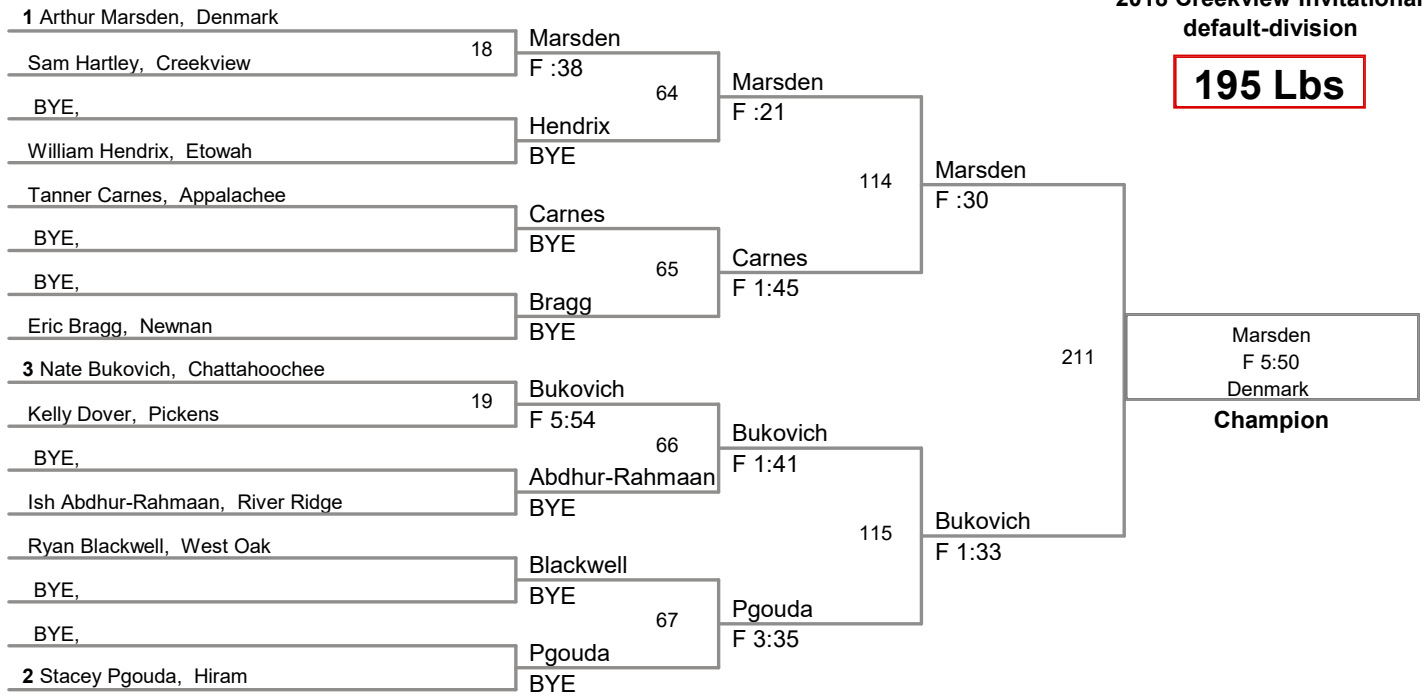 2018 Creekview Invitational
default-division
195 Lbs
1 Arthur Marsden, Denmark
Sam Hartley, Creekview
BYE,
William Hendrix, Etowah
Tanner Carnes, Appalachee
BYE,
BYE,
Eric Bragg, Newnan
3 Nate Bukovich, Chattahoochee
Kelly Dover, Pickens
BYE,
Ish Abdhur-Rahmaan, River Ridge
Ryan Blackwell, West Oak
BYE,
BYE,
2 Stacey Pgouda, Hiram
18
19
Marsden
F :38
Hendrix
BYE
Carnes
BYE
Bragg
BYE
Bukovich
F 5:54
Abdhur-Rahmaan
BYE
Blackwell
BYE
Pgouda
BYE
64
65
66
67
Marsden
F :21
Carnes
F 1:45
Bukovich
F 1:41
Pgouda
F 3:35
114
115
Marsden
F :30
Bukovich
F 1:33
211
Marsden
F 5:50
Denmark
Champion